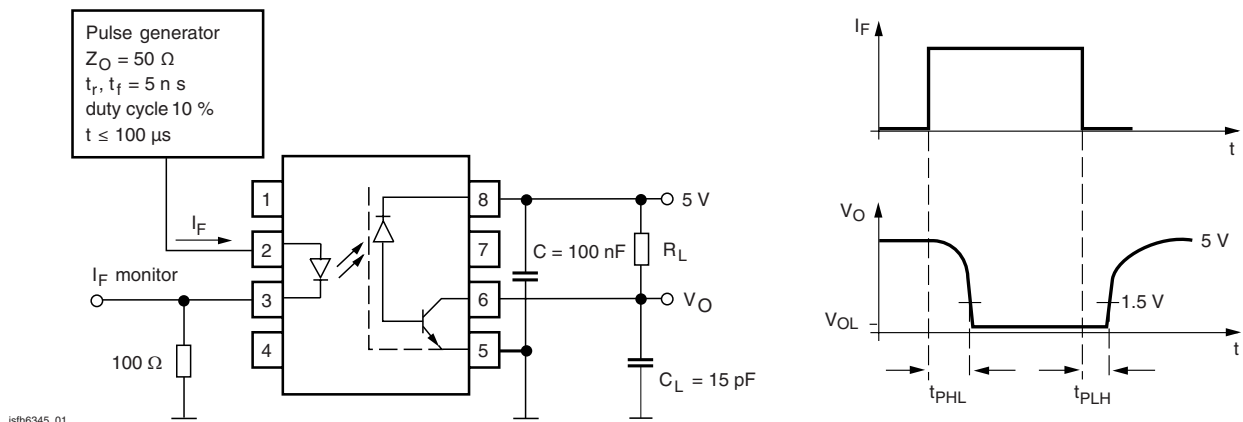 Pulse generator
Z_O = 50 Ω
t_r, t_f = 5 n s
duty cycle 10 %
t ≤ 100 µs
I_F
1
2
3
4
8
7
6
5
I_F monitor
100 Ω
C = 100 nF
R_L
5 V
V_O
C_L = 15 pF
isfh6345_01
I_F
t
V_O
5 V
1.5 V
V_OL
t
t_PHL
t_PLH